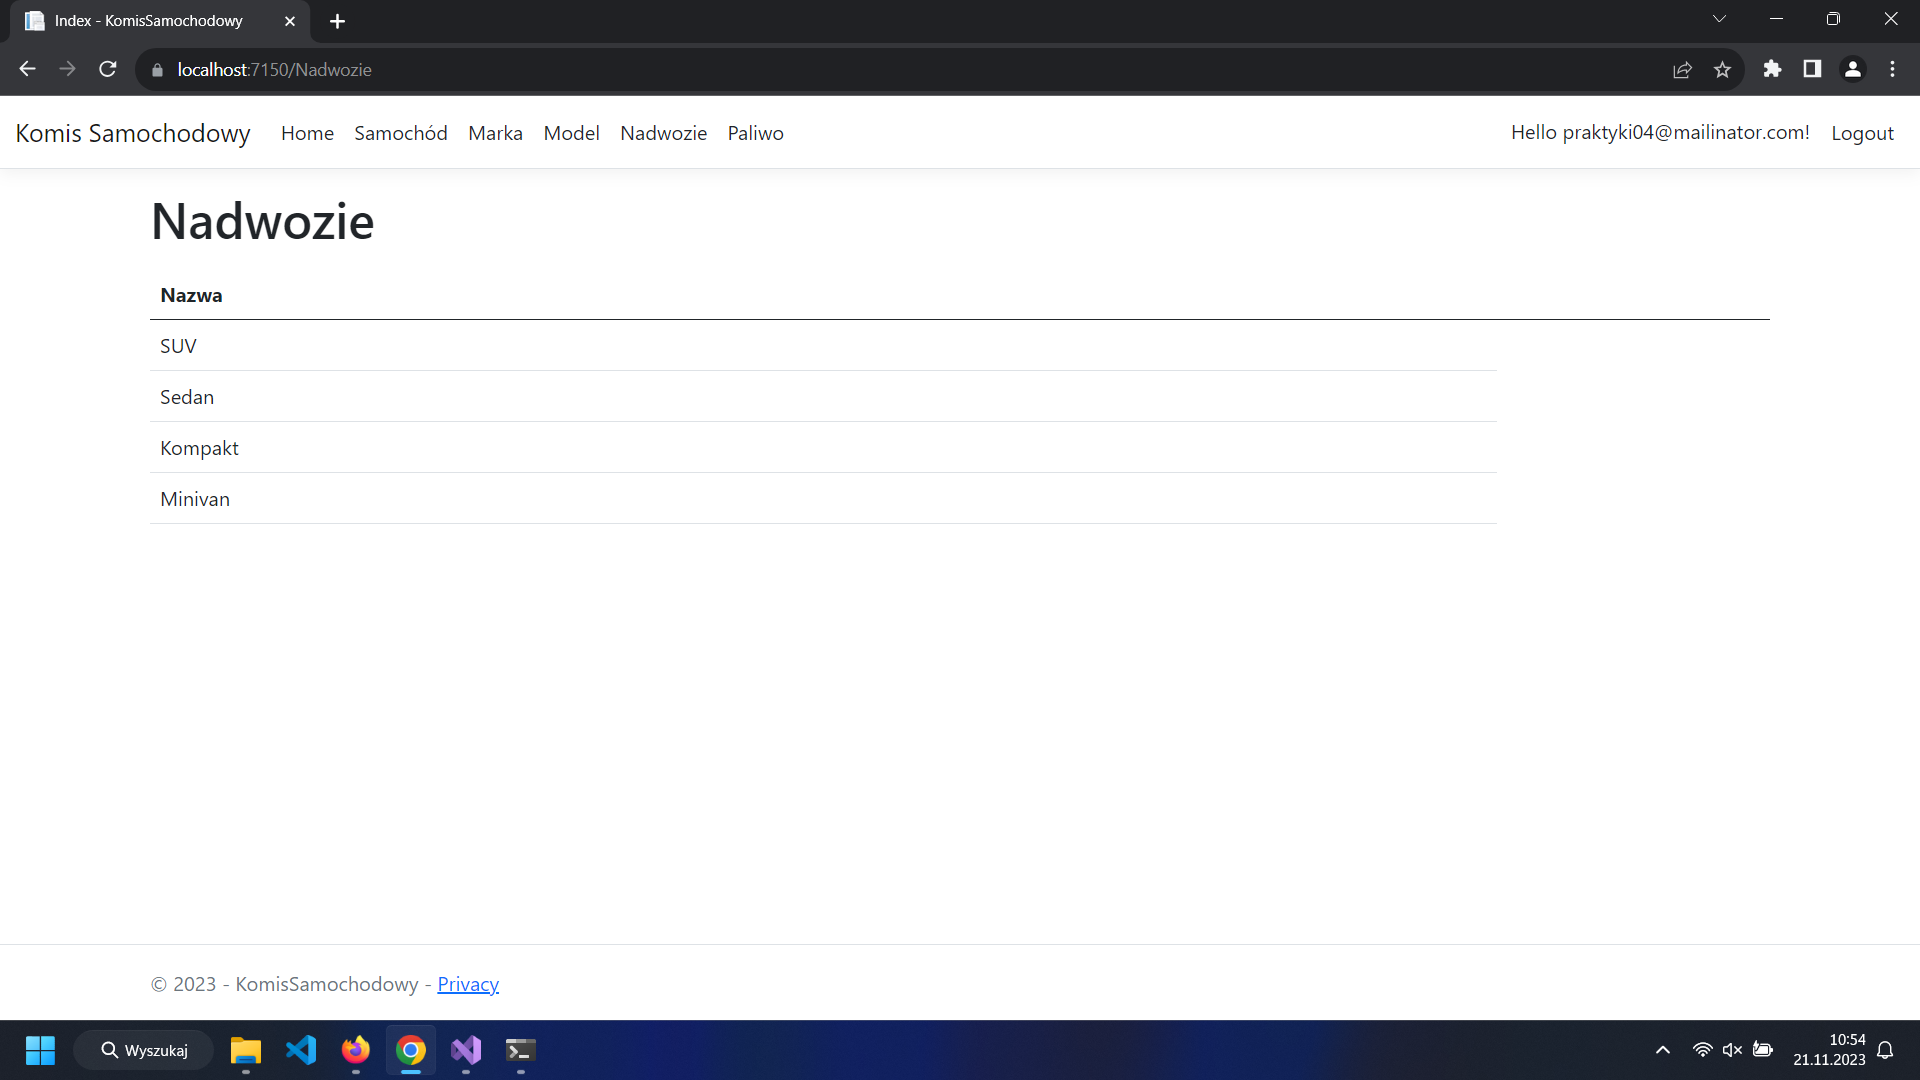 Index - KomisSamochodowy
localhost:7150/Nadwozie
Komis Samochodowy Home Samochód Marka Model Nadwozie Paliwo Hello praktyki04@mailinator.com! Logout
Nadwozie
Nazwa
SUV
Sedan
Kompakt
Minivan
© 2023 - KomisSamochodowy - Privacy
Wyszukaj
10:54
21.11.2023